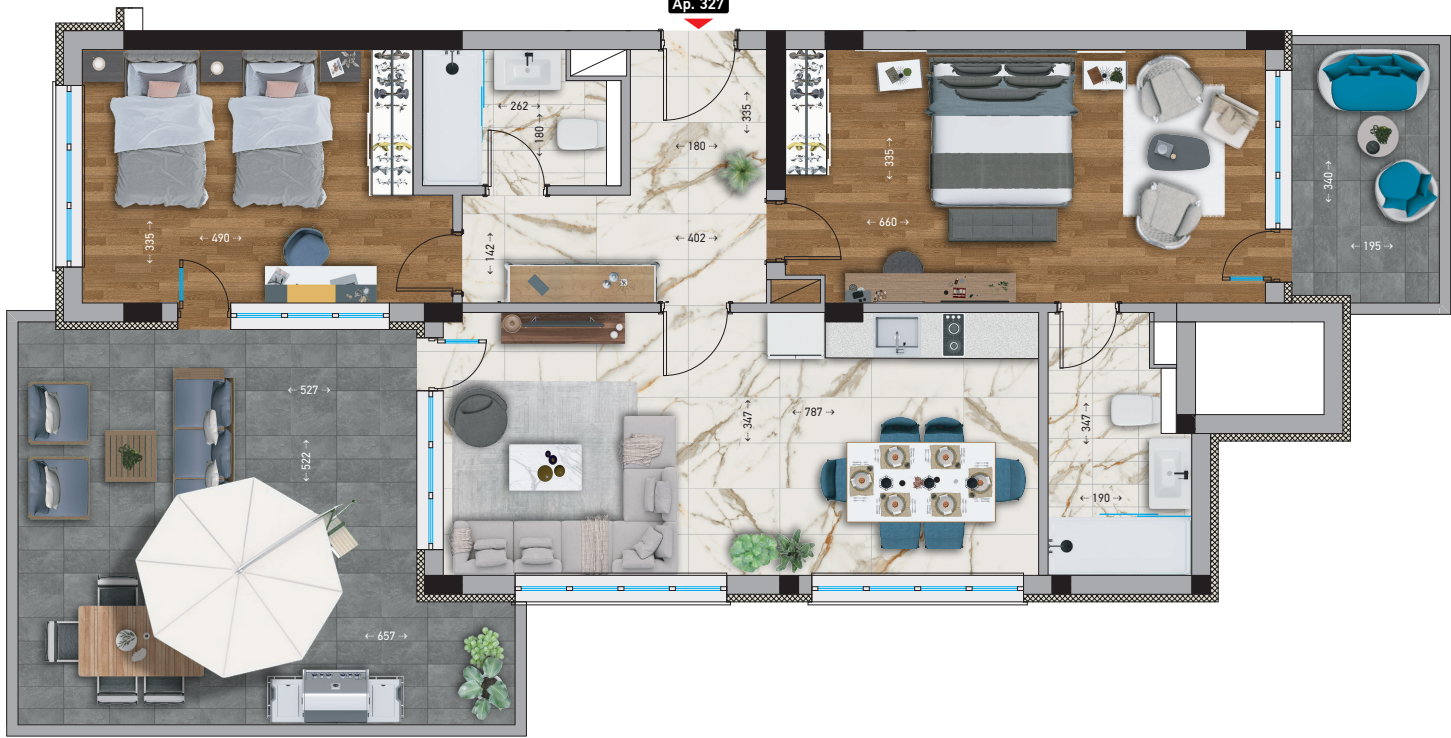 Ap. 327
← 262 →
← 180 →
← 335 →
← 180 →
← 335 →
← 340 →
← 335 →
← 490 →
← 142 →
← 402 →
← 660 →
← 195 →
← 527 →
← 522 →
← 347 →
← 787 →
← 347 →
← 190 →
← 657 →